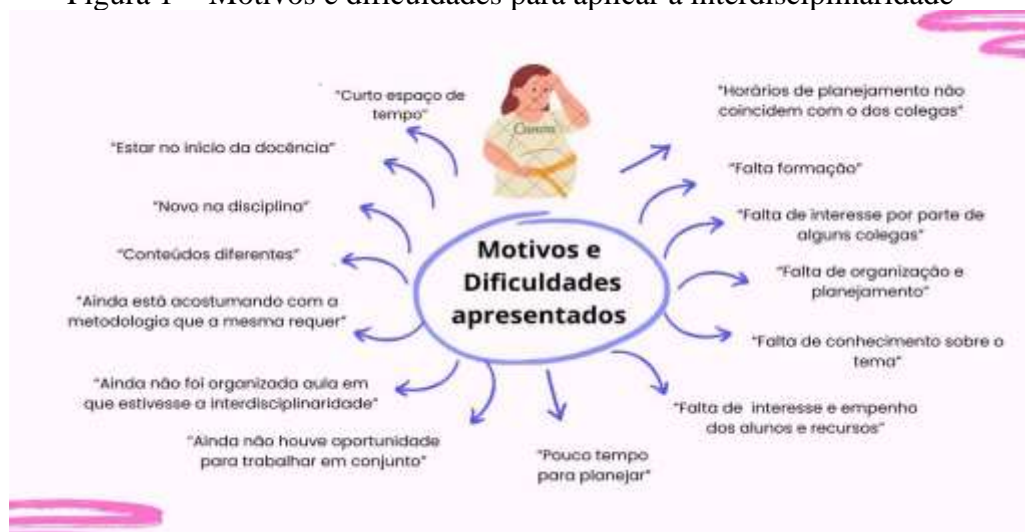 Figura 1 – Motivos e dificuldades para aplicar a interdisciplinaridade
"Curto espaço de
tempo"
"Estar no início da docência"
"Novo na disciplina"
"Conteúdos diferentes"
"Ainda está acostumando com a
metodologia que a mesma requer"
"Ainda não foi organizada aula em
que estivesse a interdisciplinaridade"
"Ainda não houve oportunidade
para trabalhar em conjunto"
Canva
Motivos e
Dificuldades
apresentados
"Horários de planejamento não
coincidem com o dos colegas"
"Falta formação"
"Falta de interesse por parte de
alguns colegas"
"Falta de organização e
planejamento"
"Falta de conhecimento sobre o
tema"
"Falta de interesse e empenho
dos alunos e recursos"
"Pouco tempo
para planejar"